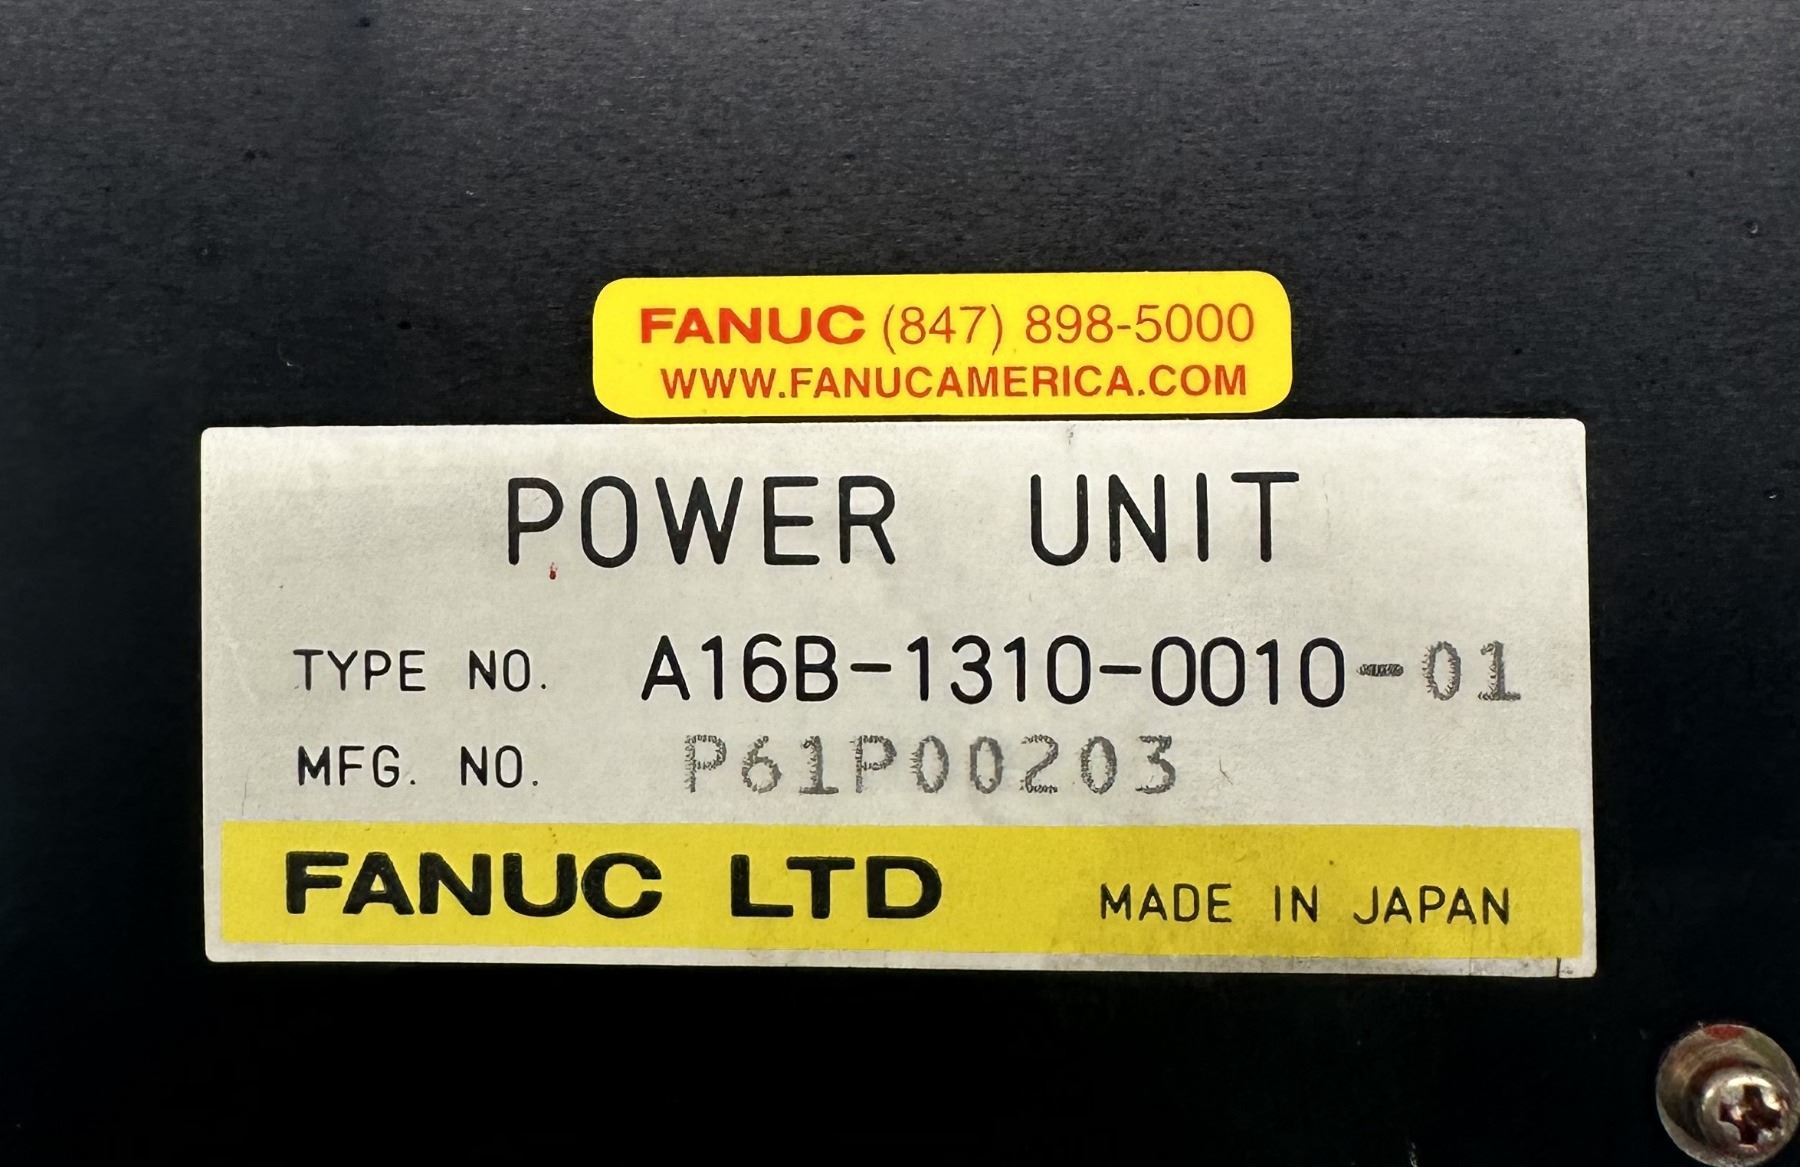 FANUC (847) 898-5000
WWW.FANUCAMERICA.COM
POWER UNIT
TYPE NO. A16B-1310-0010-01
MFG. NO. P61P00203
FANUC LTD MADE IN JAPAN